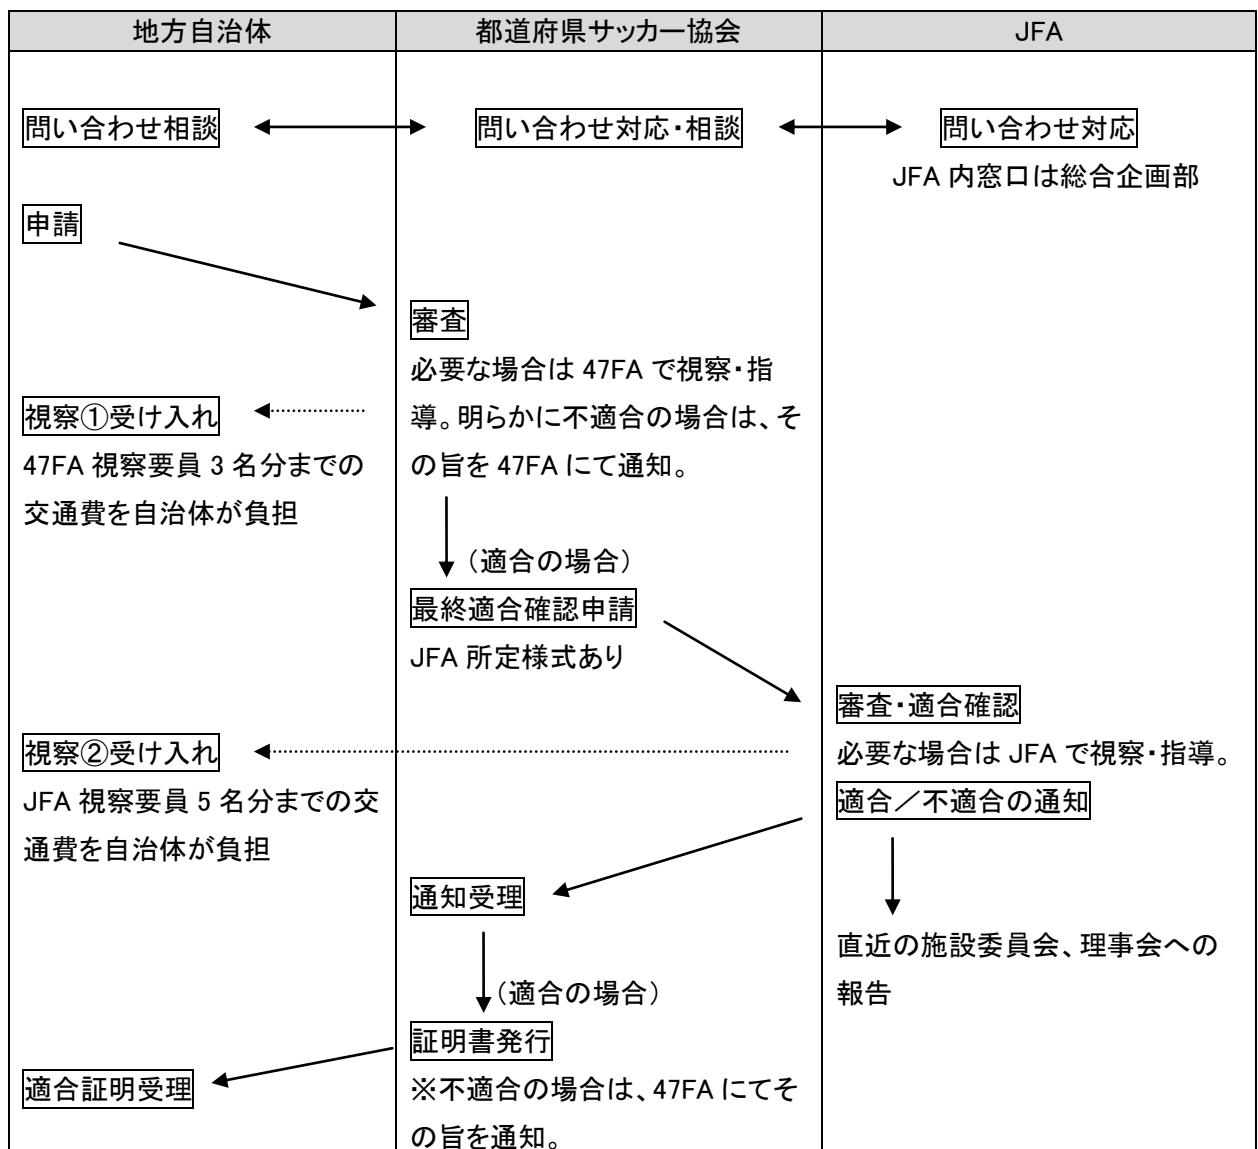 地方自治体
都道府県サッカー協会
JFA
問い合わせ相談
問い合わせ対応・相談
問い合わせ対応
JFA 内窓口は総合企画部
申請
審査
必要な場合は 47FA で視察・指
導。明らかに不適合の場合は、そ
の旨を 47FA にて通知。
視察①受け入れ
47FA 視察要員 3 名分までの
交通費を自治体が負担
（適合の場合）
最終適合確認申請
JFA 所定様式あり
審査・適合確認
必要な場合は JFA で視察・指導。
視察②受け入れ
JFA 視察要員 5 名分までの交
通費を自治体が負担
適合／不適合の通知
通知受理
直近の施設委員会、理事会への
報告
（適合の場合）
証明書発行
※不適合の場合は、47FA にてそ
の旨を通知。
適合証明受理